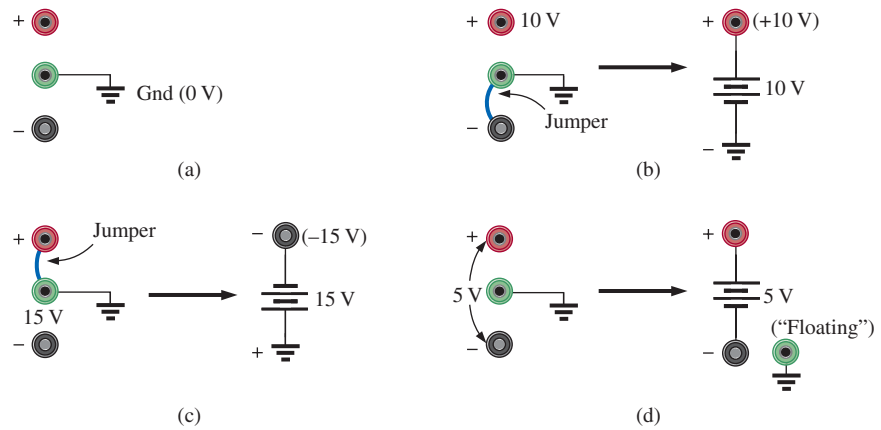 +
Gnd (0 V)
–
(a)
+ 10 V
– Jumper
+ (+10 V)
10 V
–
(b)
+ Jumper
15 V
–
– (–15 V)
15 V
+
(c)
+
5 V
–
+
5 V
(“Floating”)
–
(d)